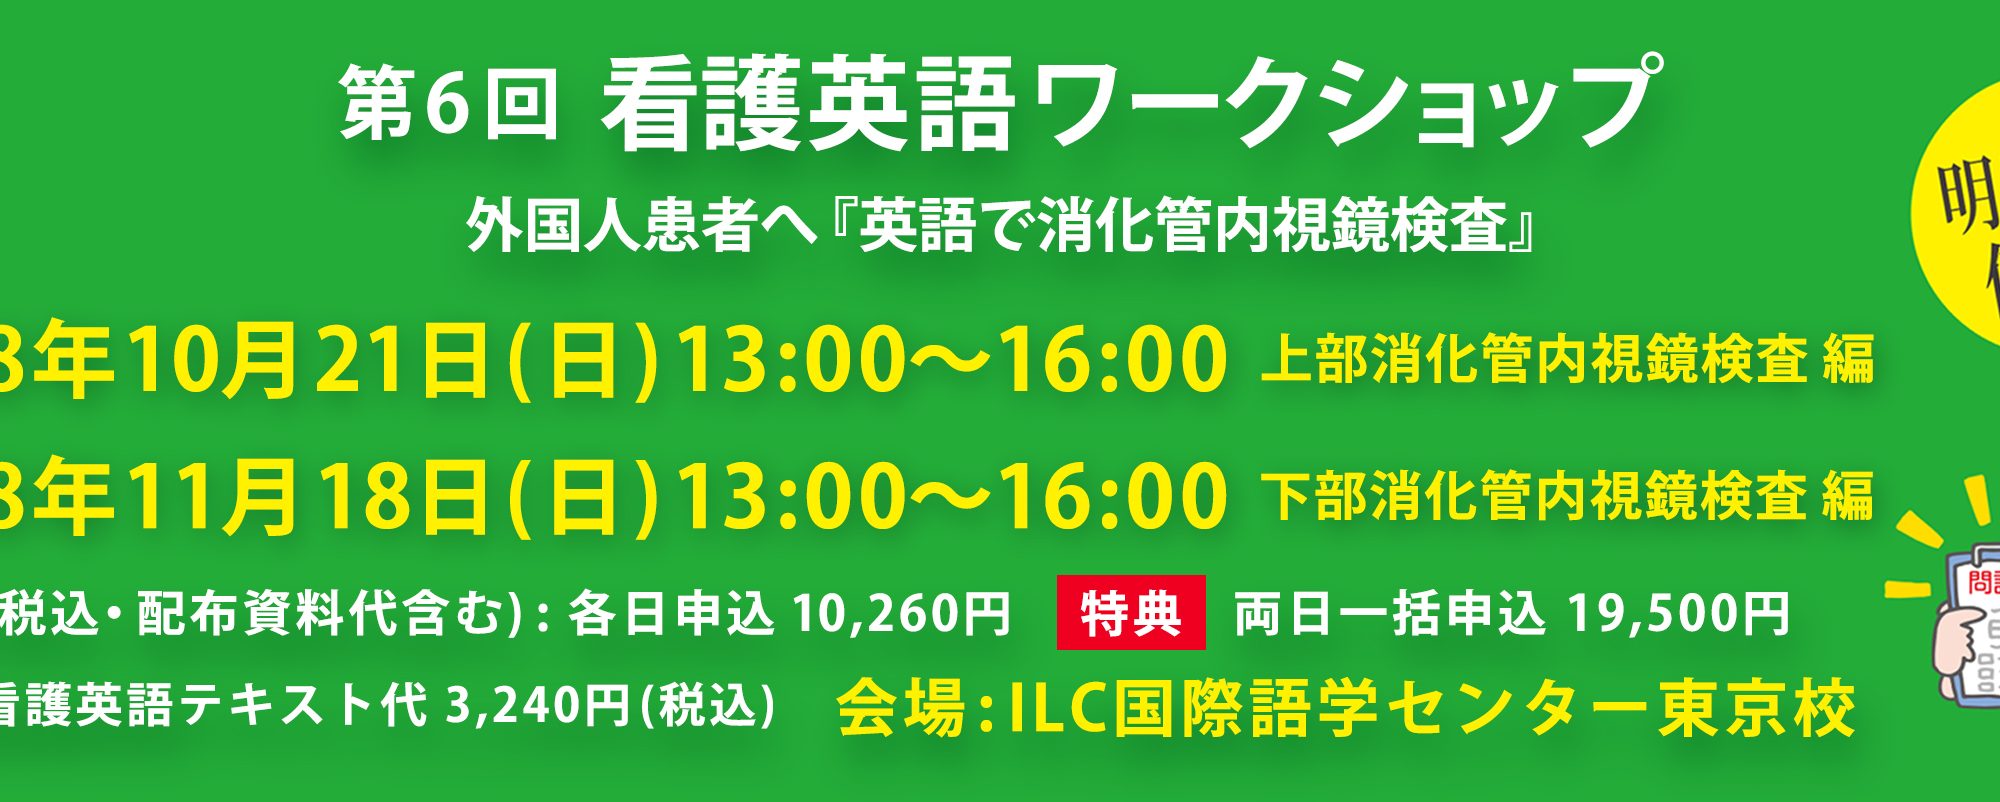 第6回 看護英語ワークショップ
外国人患者へ『英語で消化管内視鏡検査』
8年10月21日(日)13:00～16:00 上部消化管内視鏡検査 編
8年11月18日(日)13:00～16:00 下部消化管内視鏡検査 編
(税込・配布資料代含む): 各日申込 10,260円 特典 両日一括申込 19,500円
看護英語テキスト代 3,240円(税込) 会場:ILC国際語学センター東京校
明
問